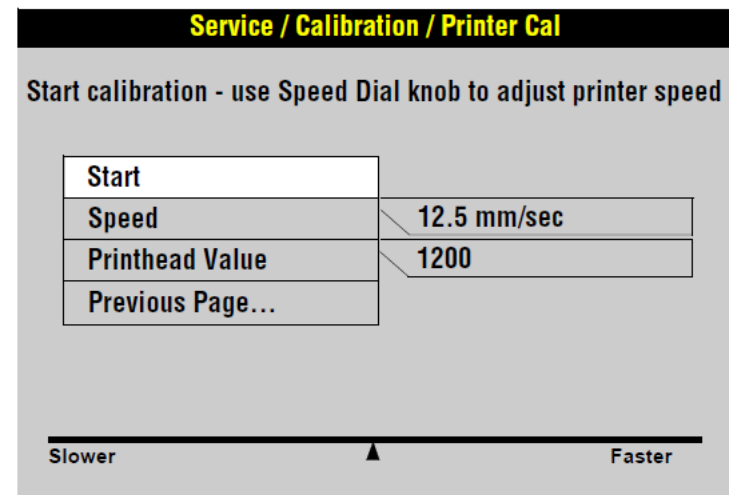 Service / Calibration / Printer Cal
Start calibration - use Speed Dial knob to adjust printer speed
Start
Speed 12.5 mm/sec
Printhead Value 1200
Previous Page...
Slower Faster